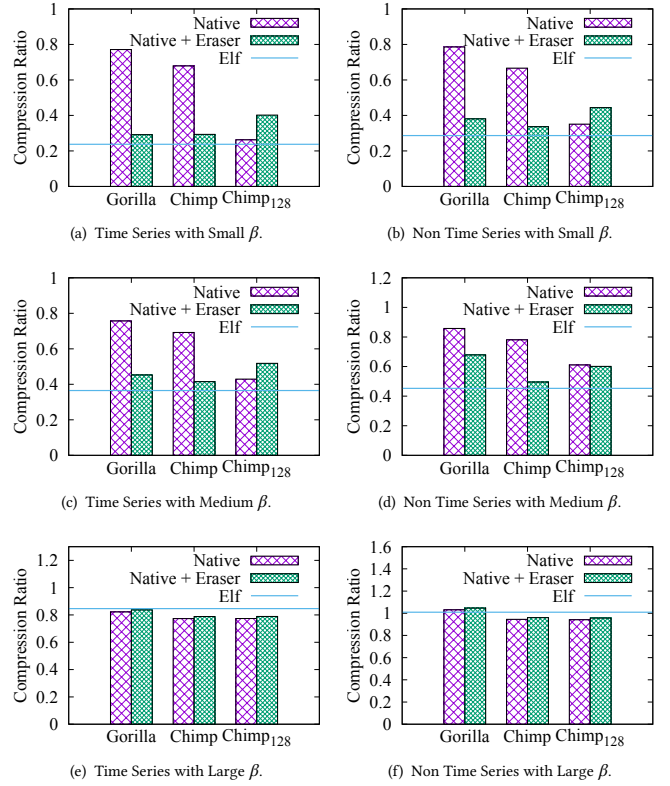 Compression Ratio
1
0.8
0.6
0.4
0.2
0
Native
Native + Eraser
Elf
Gorilla Chimp Chimp₁₂₈
(a) Time Series with Small β.
Compression Ratio
1
0.8
0.6
0.4
0.2
0
Native
Native + Eraser
Elf
Gorilla Chimp Chimp₁₂₈
(b) Non Time Series with Small β.
Compression Ratio
1
0.8
0.6
0.4
0.2
0
Native
Native + Eraser
Elf
Gorilla Chimp Chimp₁₂₈
(c) Time Series with Medium β.
Compression Ratio
1.2
1
0.8
0.6
0.4
0.2
0
Native
Native + Eraser
Elf
Gorilla Chimp Chimp₁₂₈
(d) Non Time Series with Medium β.
Compression Ratio
1.2
1
0.8
0.6
0.4
0.2
0
Native
Native + Eraser
Elf
Gorilla Chimp Chimp₁₂₈
(e) Time Series with Large β.
Compression Ratio
1.6
1.4
1.2
1
0.8
0.6
0.4
0.2
0
Native
Native + Eraser
Elf
Gorilla Chimp Chimp₁₂₈
(f) Non Time Series with Large β.